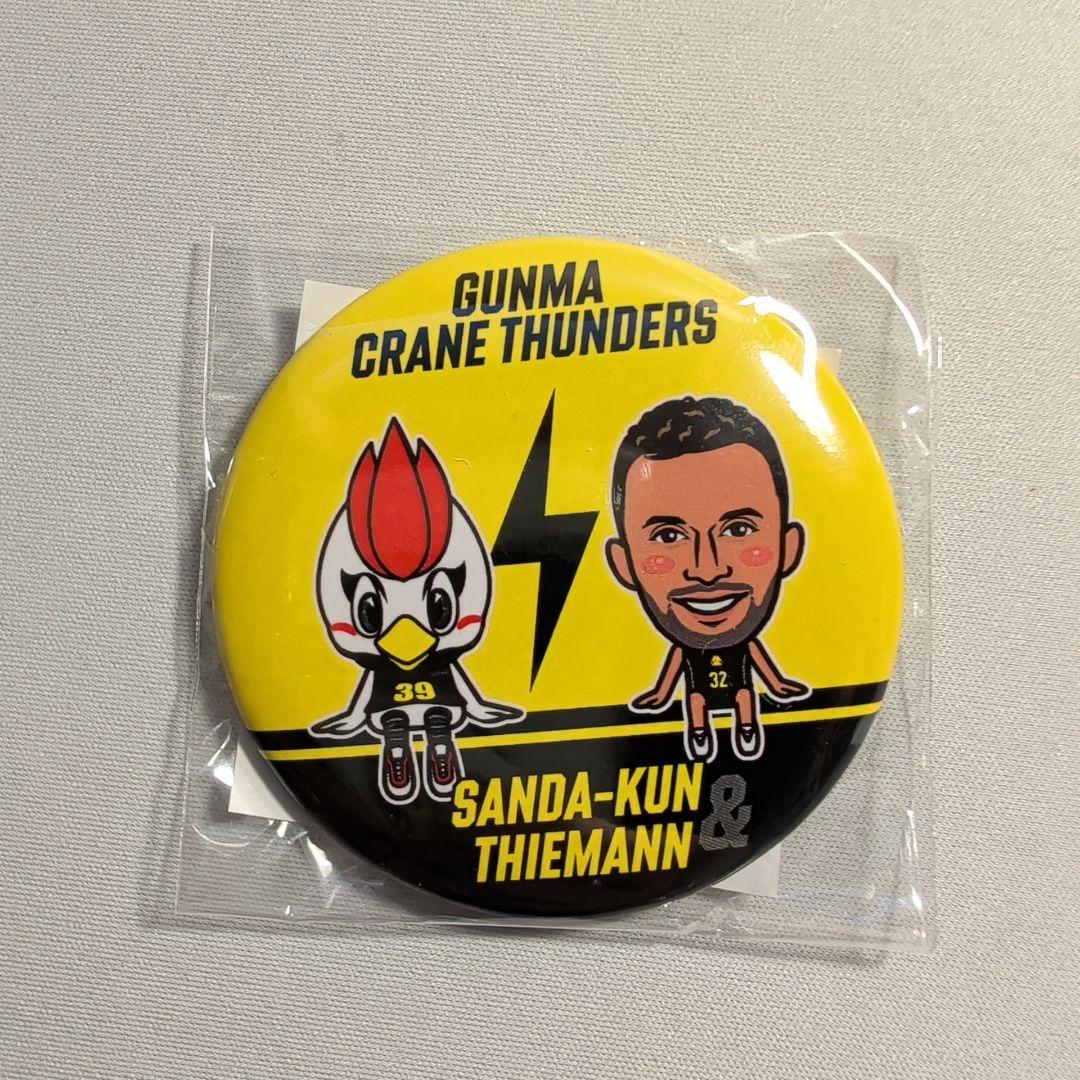 GUNMA
CRANE THUNDERS
39
32
SANDA-KUN &
THIEMANN